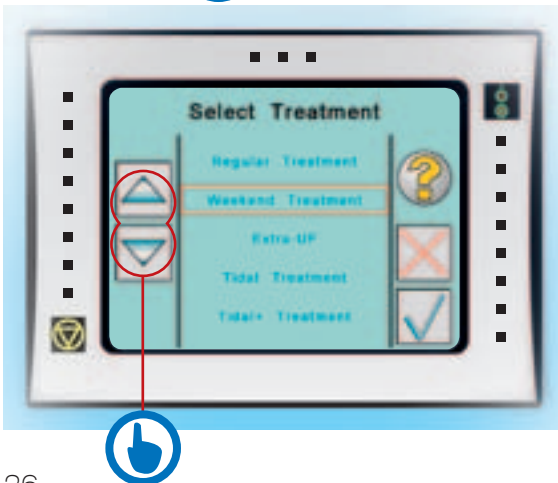 Select Treatment
Regular Treatment
Weekend Treatment
Extra-UF
Tidal Treatment
Tidal+ Treatment
?
26